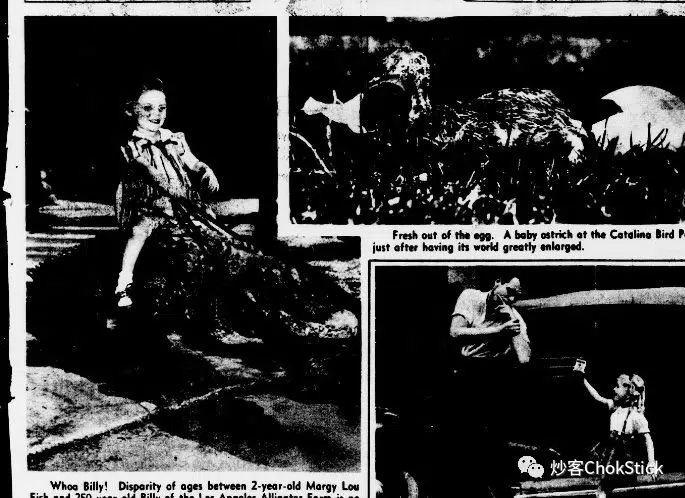 Fresh out of the egg. A baby ostrich at the Catalina Bird
just after having its world greatly enlarged.
Whoa Billy! Disparity of ages between 2-year-old Margy Lou
Fish and 250-year-old Billy of the Los Angeles Alligator Farm is no
炒客ChokStick